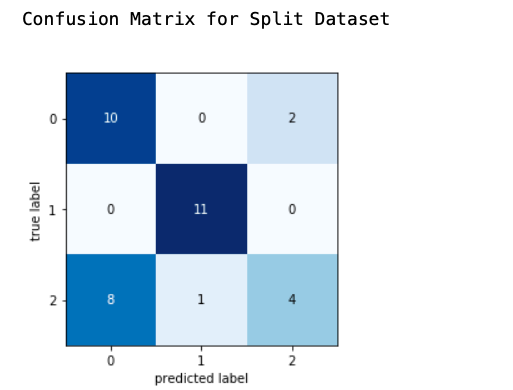 Confusion Matrix for Split Dataset
0 10 0 2
1 0 11 0
2 8 1 4
true label
0 1 2
predicted label